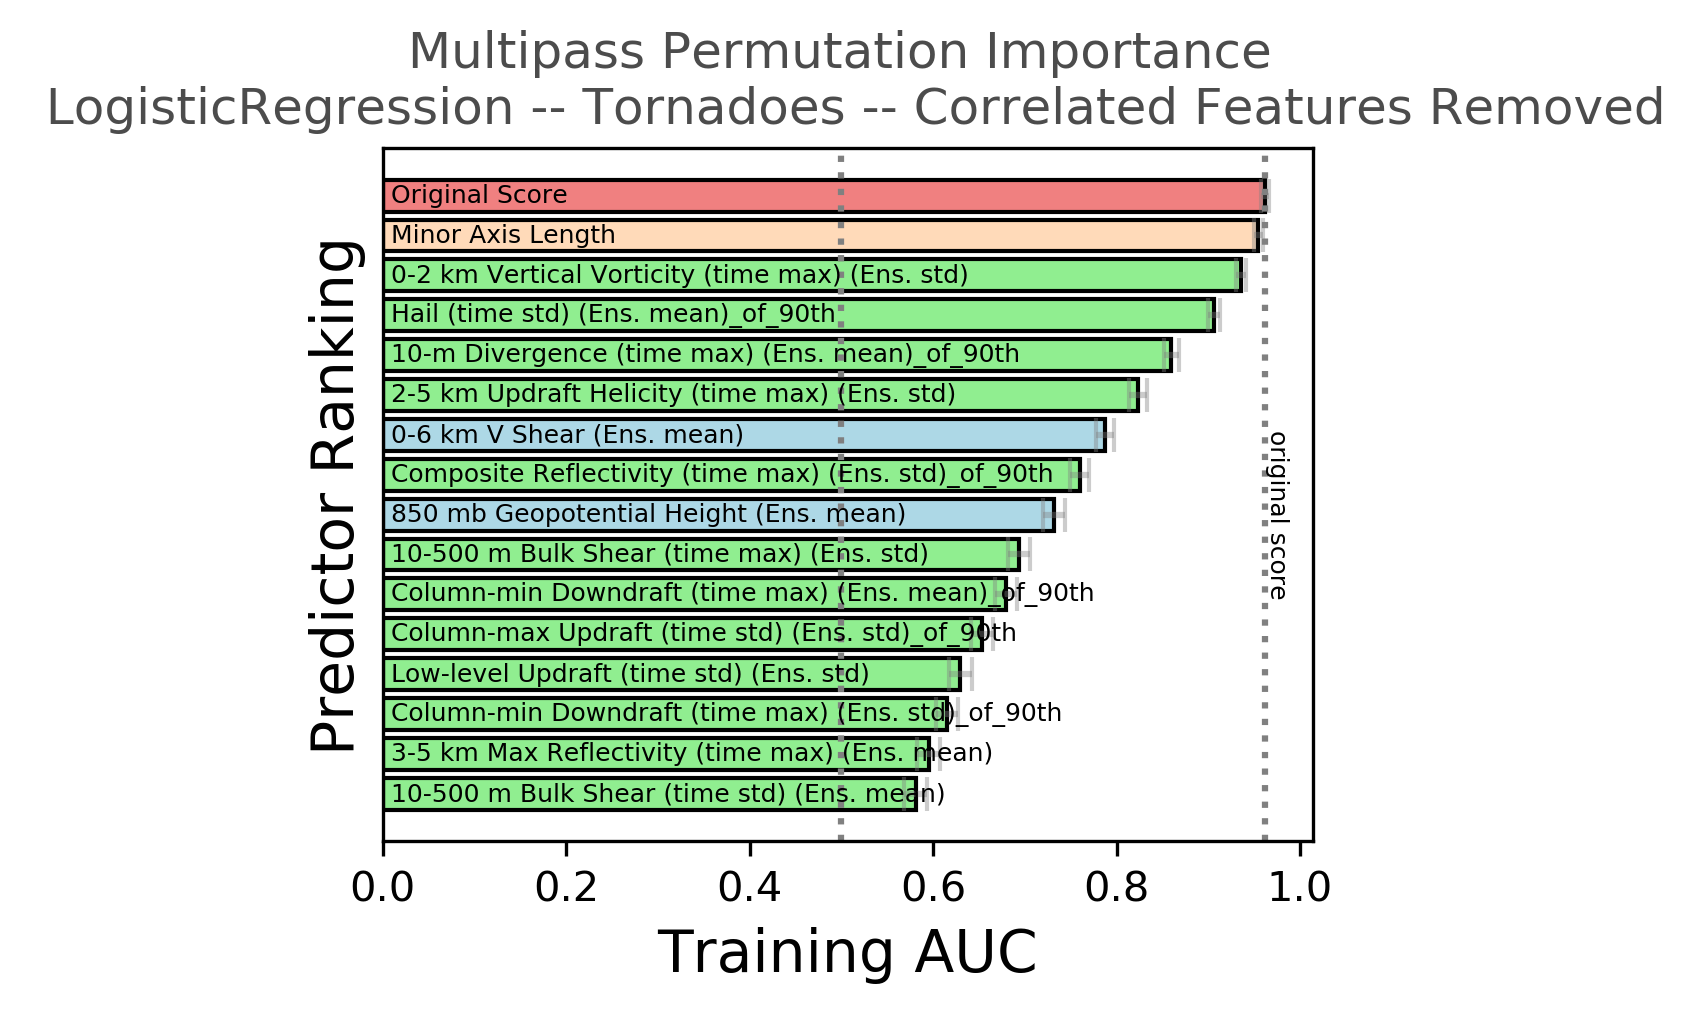 Multipass Permutation Importance
LogisticRegression -- Tornadoes -- Correlated Features Removed
Predictor Ranking
Original Score
Minor Axis Length
0-2 km Vertical Vorticity (time max) (Ens. std)
Hail (time std) (Ens. mean)_of_90th
10-m Divergence (time max) (Ens. mean)_of_90th
2-5 km Updraft Helicity (time max) (Ens. std)
0-6 km V Shear (Ens. mean)
Composite Reflectivity (time max) (Ens. std)_of_90th
850 mb Geopotential Height (Ens. mean)
10-500 m Bulk Shear (time max) (Ens. std)
Column-min Downdraft (time max) (Ens. mean)_of_90th
Column-max Updraft (time std) (Ens. std)_of_90th
Low-level Updraft (time std) (Ens. std)
Column-min Downdraft (time max) (Ens. std)_of_90th
3-5 km Max Reflectivity (time max) (Ens. mean)
10-500 m Bulk Shear (time std) (Ens. mean)
original score
0.0 0.2 0.4 0.6 0.8 1.0
Training AUC